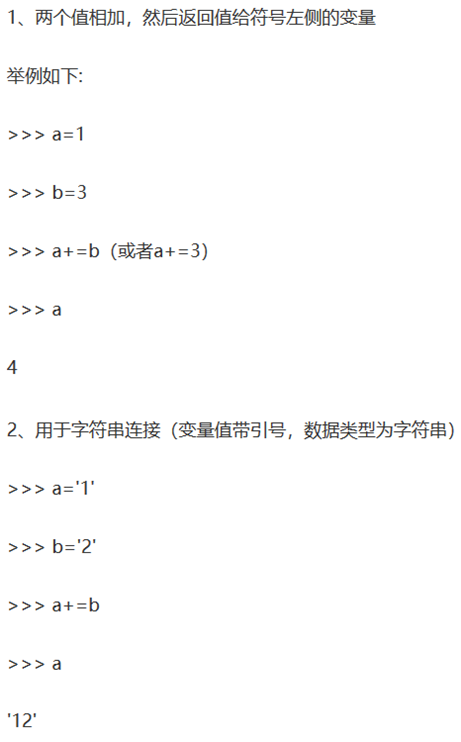 1、两个值相加，然后返回值给符号左侧的变量
举例如下:
>>> a=1
>>> b=3
>>> a+=b（或者a+=3）
>>> a
4
2、用于字符串连接（变量值带引号，数据类型为字符串）
>>> a='1'
>>> b='2'
>>> a+=b
>>> a
'12'